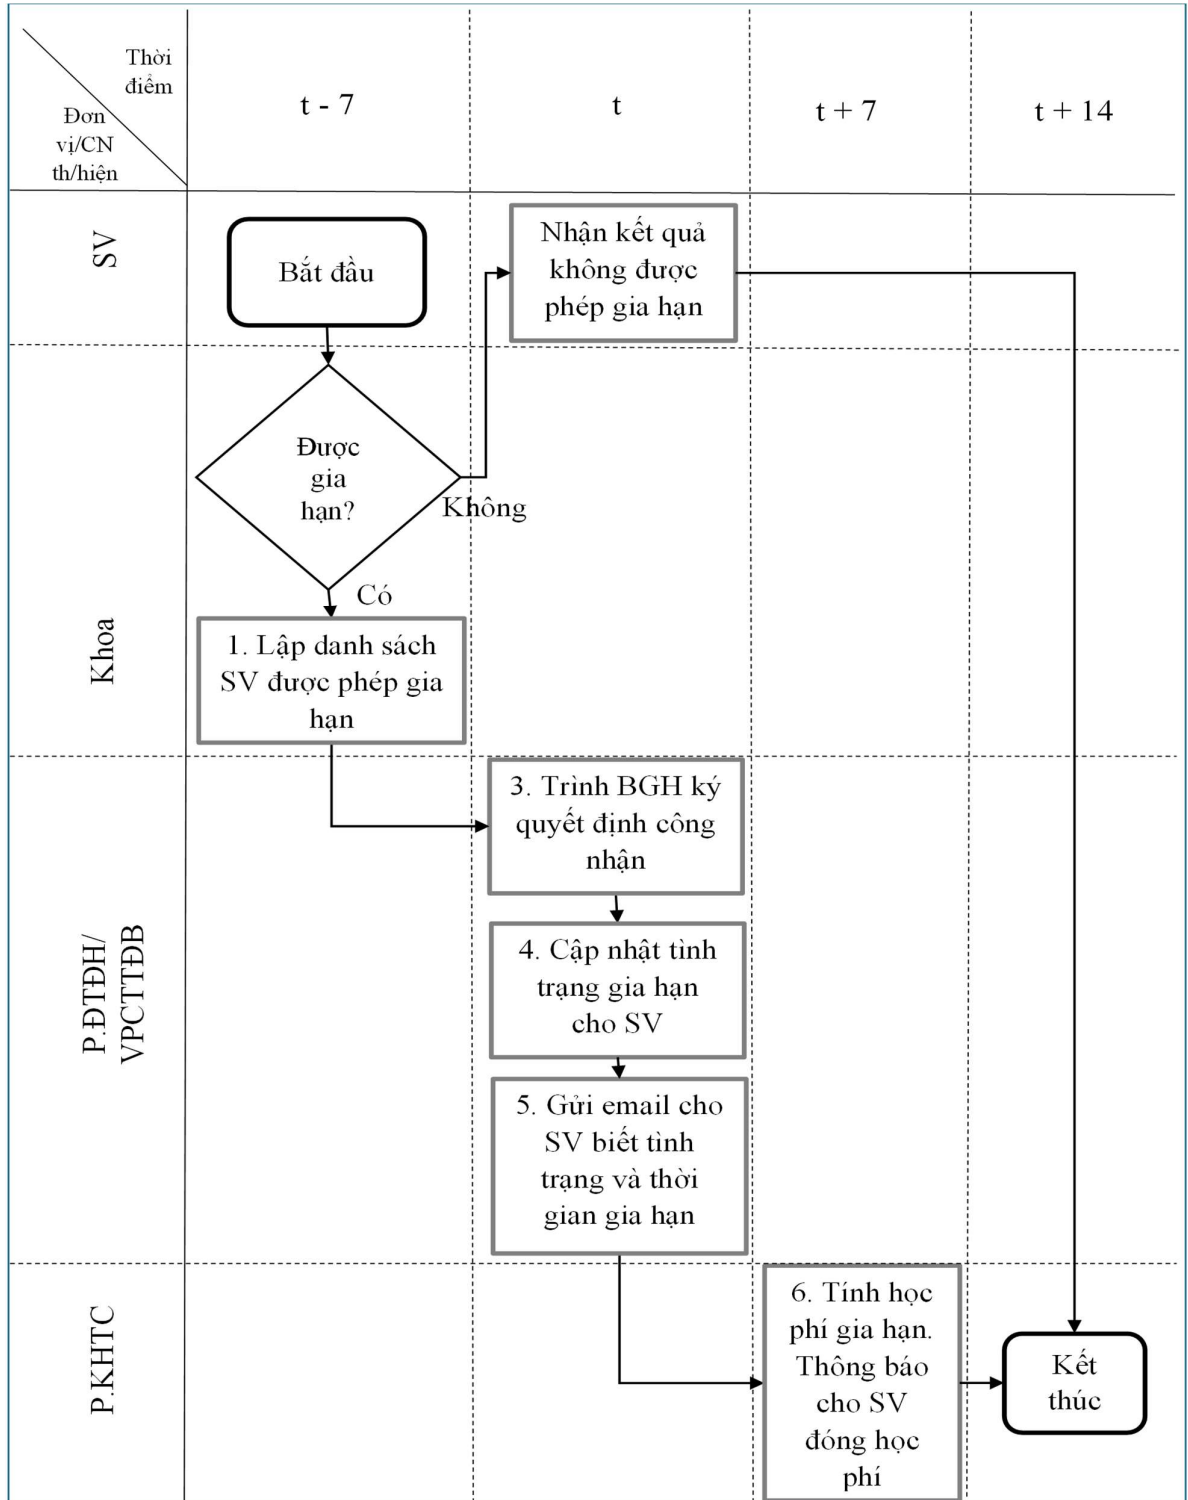 Thời
điểm
Đơn
vị/CN
th/hiện
t - 7
t
t + 7
t + 14
SV
Bắt đầu
Nhận kết quả
không được
phép gia hạn
Khoa
Được
gia
hạn?
Không
Có
1. Lập danh sách
SV được phép gia
hạn
P.ĐTĐH/
VPCTTĐB
3. Trình BGH ký
quyết định công
nhận
4. Cập nhật tình
trạng gia hạn
cho SV
5. Gửi email cho
SV biết tình
trạng và thời
gian gia hạn
P.KHTC
6. Tính học
phí gia hạn.
Thông báo
cho SV
đóng học
phí
Kết
thúc